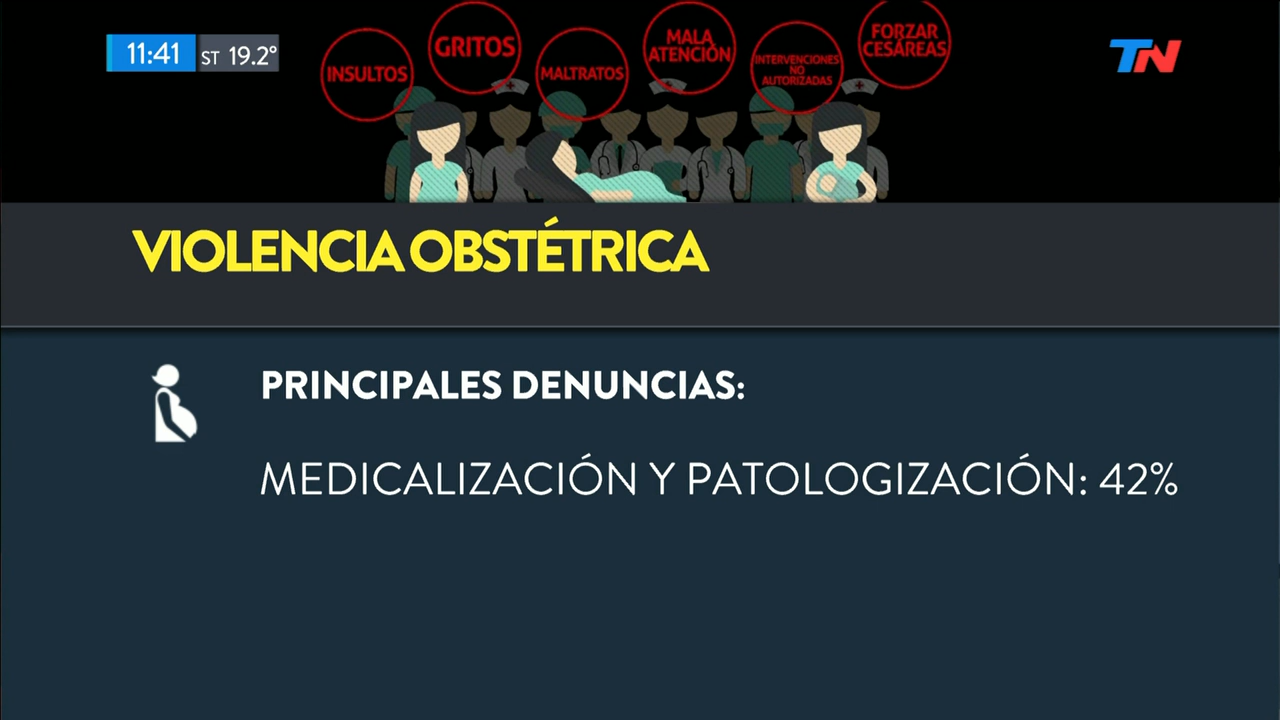 11:41 ST 19.2°
INSULTOS
GRITOS
MALTRATOS
MALA
ATENCIÓN
INTERVENCIONES
NO
AUTORIZADAS
FORZAR
CESÁREAS
TN
VIOLENCIA OBSTÉTRICA
PRINCIPALES DENUNCIAS:
MEDICALIZACIÓN Y PATOLOGIZACIÓN: 42%